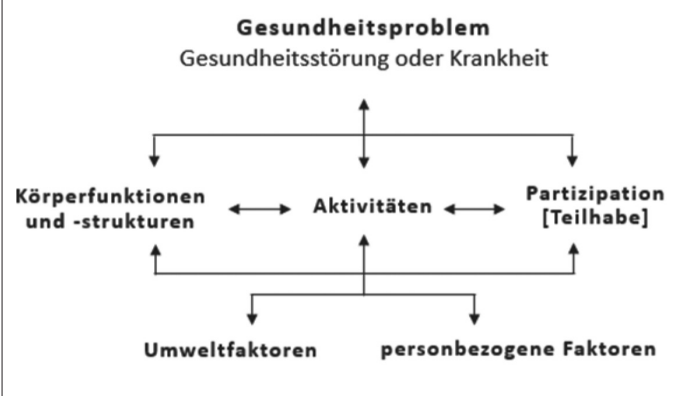 Gesundheitsproblem
Gesundheitsstörung oder Krankheit
Körperfunktionen
und -strukturen
Aktivitäten
Partizipation
[Teilhabe]
Umweltfaktoren
personbezogene Faktoren